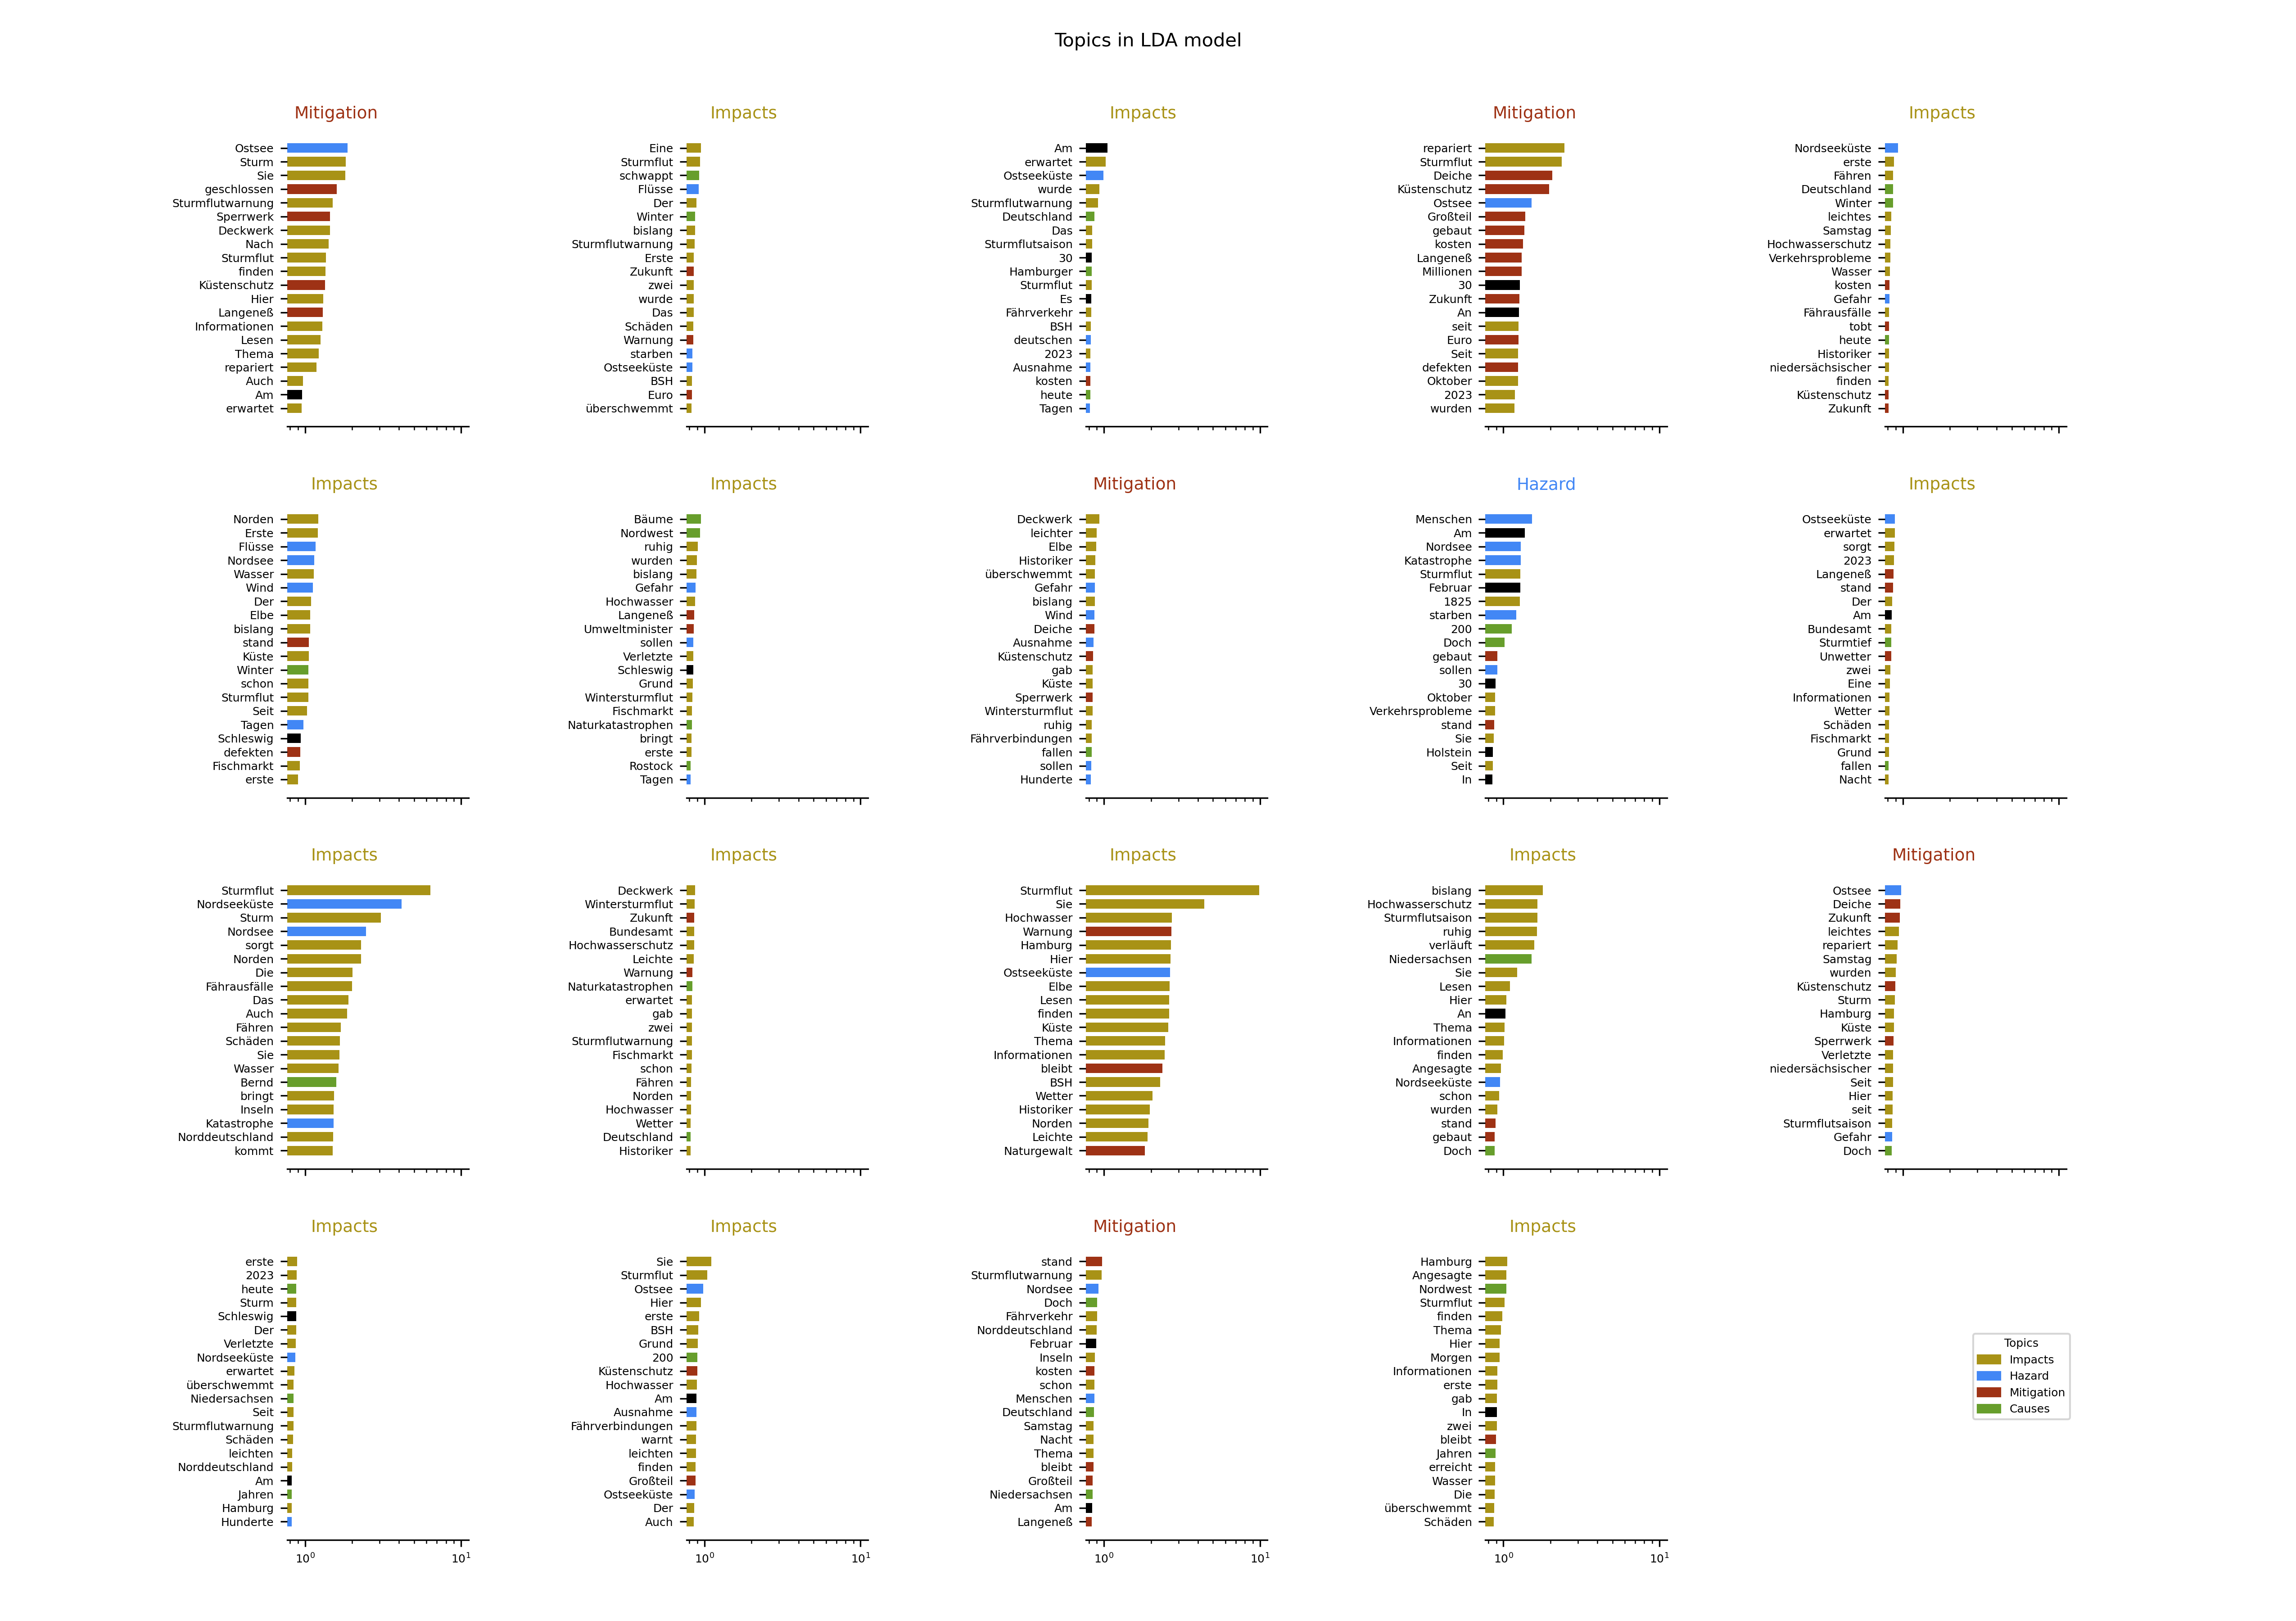 Topics in LDA model
Mitigation
Ostsee
Sturm
Sie
geschlossen
Sturmflutwarnung
Sperrwerk
Deckwerk
Nach
Sturmflut
finden
Küstenschutz
Hier
Langeneß
Informationen
Lesen
Thema
repariert
Auch
Am
erwartet
Impacts
Eine
Sturmflut
schwappt
Flüsse
Der
Winter
bislang
Sturmflutwarnung
Erste
Zukunft
zwei
wurde
Das
Schäden
Warnung
starben
Ostseeküste
BSH
Euro
überschwemmt
Impacts
Am
erwartet
Ostseeküste
wurde
Sturmflutwarnung
Deutschland
Das
Sturmflutsaison
30
Hamburger
Sturmflut
Es
Fährverkehr
BSH
deutschen
2023
Ausnahme
kosten
heute
Tagen
Mitigation
repariert
Sturmflut
Deiche
Küstenschutz
Ostsee
Großteil
gebaut
kosten
Langeneß
Millionen
30
Zukunft
An
seit
Euro
Seit
defekten
Oktober
2023
wurden
Impacts
Nordseeküste
erste
Fähren
Deutschland
Winter
leichtes
Samstag
Hochwasserschutz
Verkehrsprobleme
Wasser
kosten
Gefahr
Fährausfälle
tobt
heute
Historiker
niedersächsischer
finden
Küstenschutz
Zukunft
Impacts
Norden
Erste
Flüsse
Nordsee
Wasser
Wind
Der
Elbe
bislang
stand
Küste
Winter
schon
Sturmflut
Seit
Tagen
Schleswig
defekten
Fischmarkt
erste
Impacts
Bäume
Nordwest
ruhig
wurden
bislang
Gefahr
Hochwasser
Langeneß
Umweltminister
sollen
Verletzte
Schleswig
Grund
Wintersturmflut
Fischmarkt
Naturkatastrophen
bringt
erste
Rostock
Tagen
Mitigation
Deckwerk
leichter
Elbe
Historiker
überschwemmt
Gefahr
bislang
Wind
Deiche
Ausnahme
Küstenschutz
gab
Küste
Sperrwerk
Wintersturmflut
ruhig
Fährverbindungen
fallen
sollen
Hunderte
Hazard
Menschen
Am
Nordsee
Katastrophe
Sturmflut
Februar
1825
starben
200
Doch
gebaut
sollen
30
Oktober
Verkehrsprobleme
stand
Sie
Holstein
Seit
In
Impacts
Ostseeküste
erwartet
sorgt
2023
Langeneß
stand
Der
Am
Bundesamt
Sturmtief
Unwetter
zwei
Eine
Informationen
Wetter
Schäden
Fischmarkt
Grund
fallen
Nacht
Impacts
Sturmflut
Nordseeküste
Sturm
Nordsee
sorgt
Norden
Die
Fährausfälle
Das
Auch
Fähren
Schäden
Sie
Wasser
Bernd
bringt
Inseln
Katastrophe
Norddeutschland
kommt
Impacts
Deckwerk
Wintersturmflut
Zukunft
Bundesamt
Hochwasserschutz
Leichte
Warnung
Naturkatastrophen
erwartet
gab
zwei
Sturmflutwarnung
Fischmarkt
schon
Fähren
Norden
Hochwasser
Wetter
Deutschland
Historiker
Impacts
Sturmflut
Sie
Hochwasser
Warnung
Hamburg
Hier
Ostseeküste
Elbe
Lesen
finden
Küste
Thema
Informationen
bleibt
BSH
Wetter
Historiker
Norden
Leichte
Naturgewalt
Impacts
bislang
Hochwasserschutz
Sturmflutsaison
ruhig
verläuft
Niedersachsen
Sie
Lesen
Hier
An
Thema
Informationen
finden
Angesagte
Nordseeküste
schon
wurden
stand
gebaut
Doch
Mitigation
Ostsee
Deiche
Zukunft
leichtes
repariert
Samstag
wurden
Küstenschutz
Sturm
Hamburg
Küste
Sperrwerk
Verletzte
niedersächsischer
Seit
Hier
seit
Sturmflutsaison
Gefahr
Doch
Impacts
erste
2023
heute
Sturm
Schleswig
Der
Verletzte
Nordseeküste
erwartet
überschwemmt
Niedersachsen
Seit
Sturmflutwarnung
Schäden
leichten
Norddeutschland
Am
Jahren
Hamburg
Hunderte
10⁰ 10¹
Impacts
Sie
Sturmflut
Ostsee
Hier
erste
BSH
Grund
200
Küstenschutz
Hochwasser
Am
Ausnahme
Fährverbindungen
warnt
leichten
finden
Großteil
Ostseeküste
Der
Auch
10⁰ 10¹
Mitigation
stand
Sturmflutwarnung
Nordsee
Doch
Fährverkehr
Norddeutschland
Februar
Inseln
kosten
schon
Menschen
Deutschland
Samstag
Nacht
Thema
bleibt
Großteil
Niedersachsen
Am
Langeneß
10⁰ 10¹
Impacts
Hamburg
Angesagte
Nordwest
Sturmflut
finden
Thema
Hier
Morgen
Informationen
erste
gab
In
zwei
bleibt
Jahren
erreicht
Wasser
Die
überschwemmt
Schäden
10⁰ 10¹
Topics
Impacts
Hazard
Mitigation
Causes